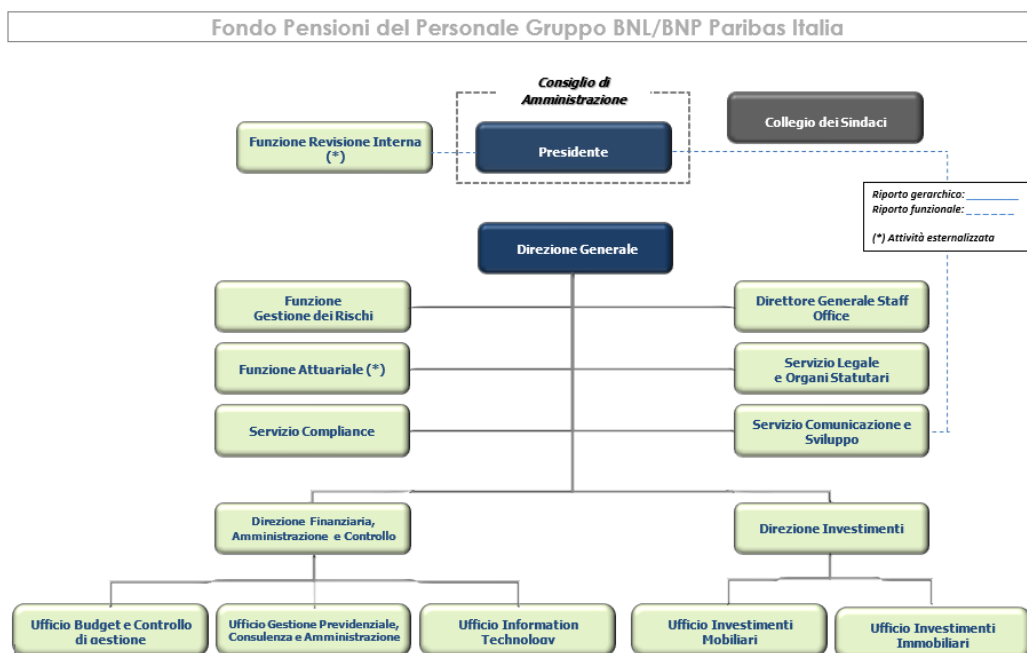 Fondo Pensioni del Personale Gruppo BNL/BNP Paribas Italia
Consiglio di
Amministrazione
Collegio dei Sindaci
Funzione Revisione Interna
(*)
Presidente
Riporto gerarchico:
Riporto funzionale:
(*) Attività esternalizzata
Direzione Generale
Funzione
Gestione dei Rischi
Direttore Generale Staff
Office
Funzione Attuariale (*)
Servizio Legale
e Organi Statutari
Servizio Compliance
Servizio Comunicazione e
Sviluppo
Direzione Finanziaria,
Amministrazione e Controllo
Direzione Investimenti
Ufficio Budget e Controllo
di gestione
Ufficio Gestione Previdenziale,
Consulenza e Amministrazione
Ufficio Information
Technology
Ufficio Investimenti
Mobiliari
Ufficio Investimenti
Immobiliari